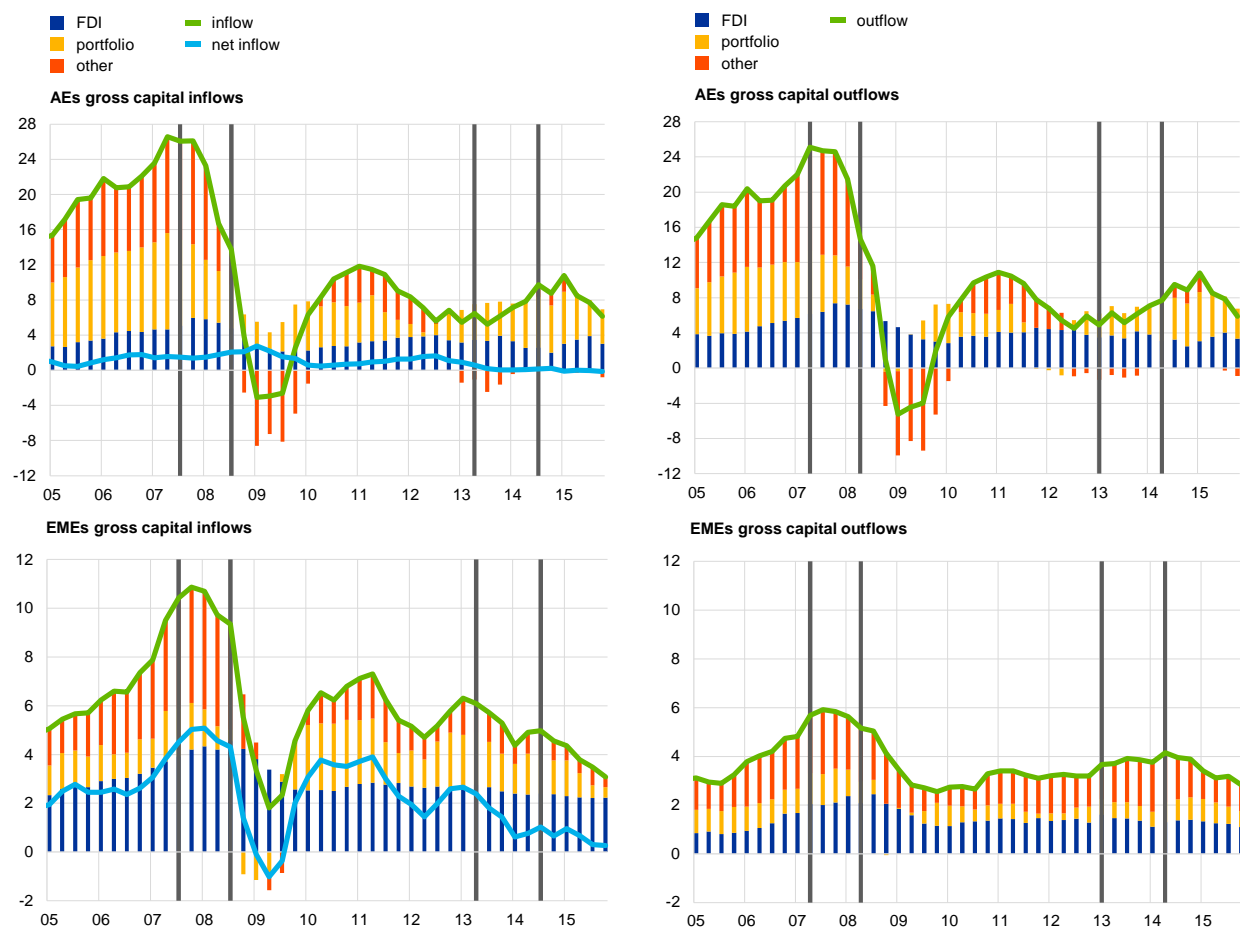 FDI
inflow
portfolio
net inflow
other
AEs gross capital inflows
28
24
20
16
12
8
4
0
-4
-8
-12
05 06 07 08 09 10 11 12 13 14 15
FDI
outflow
portfolio
other
AEs gross capital outflows
28
24
20
16
12
8
4
0
-4
-8
-12
05 06 07 08 09 10 11 12 13 14 15
EMEs gross capital inflows
12
10
8
6
4
2
0
-2
05 06 07 08 09 10 11 12 13 14 15
EMEs gross capital outflows
12
10
8
6
4
2
0
-2
05 06 07 08 09 10 11 12 13 14 15